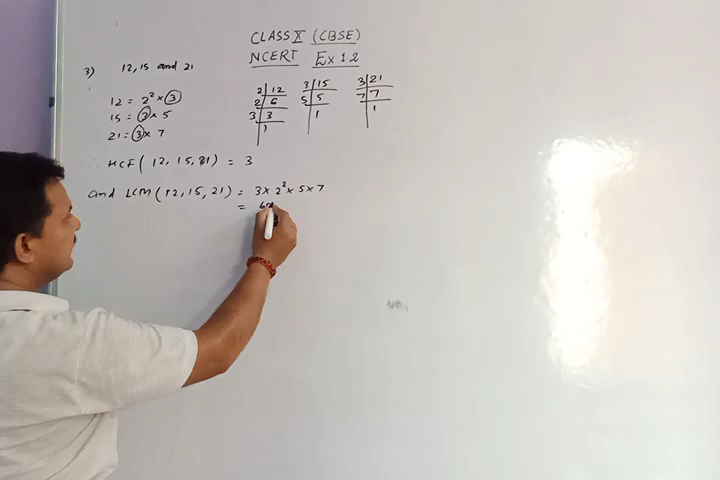 CLASS X (CBSE)
NCERT Ex 1.2
3) 12, 15 and 21
12 = 2² × 3
15 = 3 × 5
21 = 3 × 7
2 | 12
2 | 6
3 | 3
1
3 | 15
5 | 5
1
3 | 21
7 | 7
1
∴ HCF (12, 15, 21) = 3
and LCM (12, 15, 21) = 3 × 2² × 5 × 7
=